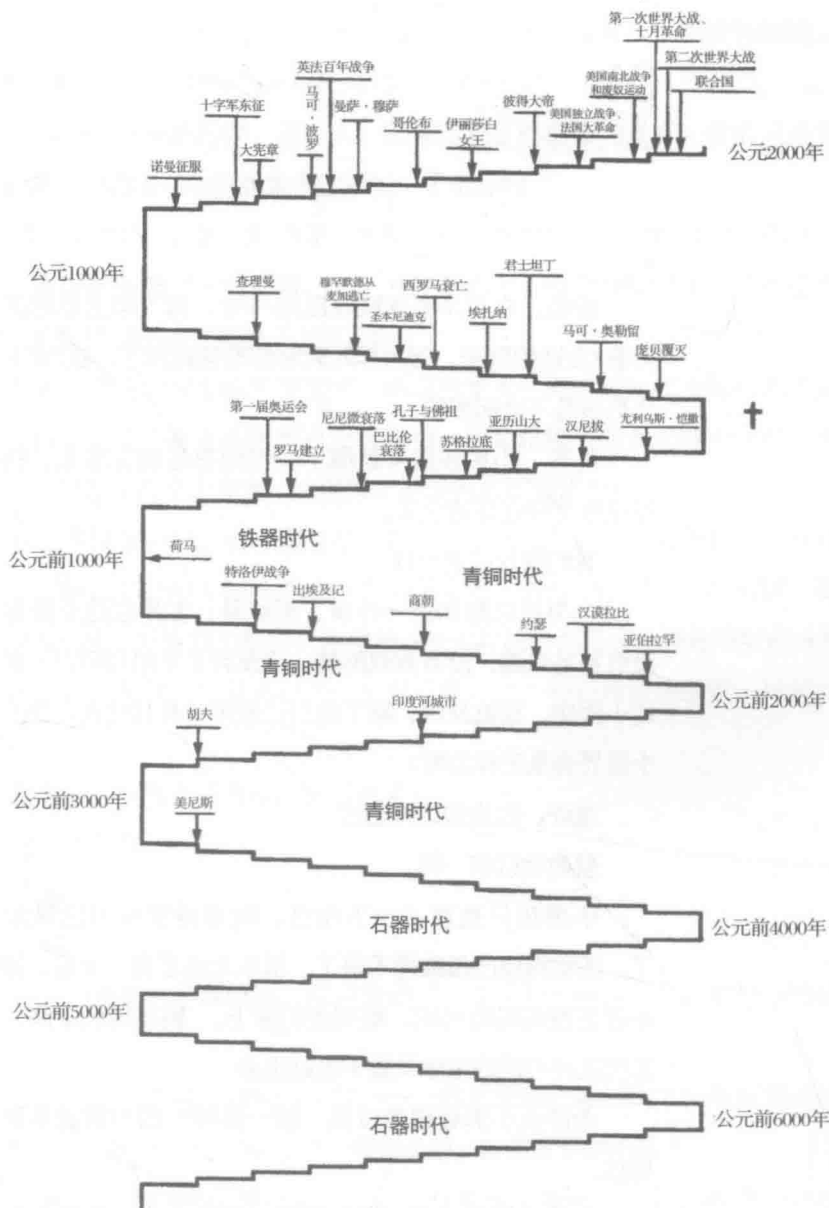 第一次世界大战、
十月革命
英法百年战争
第二次世界大战
美国南北战争
和废奴运动
联合国
马可·波罗
十字军东征
曼萨·穆萨
彼得大帝
哥伦布
伊丽莎白
女王
美国独立战争、
法国大革命
大宪章
诺曼征服
公元2000年
公元1000年
查理曼
穆罕默德从
麦加逃亡
西罗马衰亡
君士坦丁
圣本尼迪克
埃扎纳
马可·奥勒留
庞贝覆灭
第一届奥运会
尼尼微衰落
孔子与佛祖
亚历山大
汉尼拔
尤利乌斯·恺撒
罗马建立
巴比伦
衰落
苏格拉底
铁器时代
公元前1000年
荷马
特洛伊战争
出埃及记
青铜时代
商朝
约瑟
汉谟拉比
亚伯拉罕
青铜时代
公元前2000年
胡夫
印度河城市
公元前3000年
美尼斯
青铜时代
石器时代
公元前4000年
公元前5000年
石器时代
公元前6000年